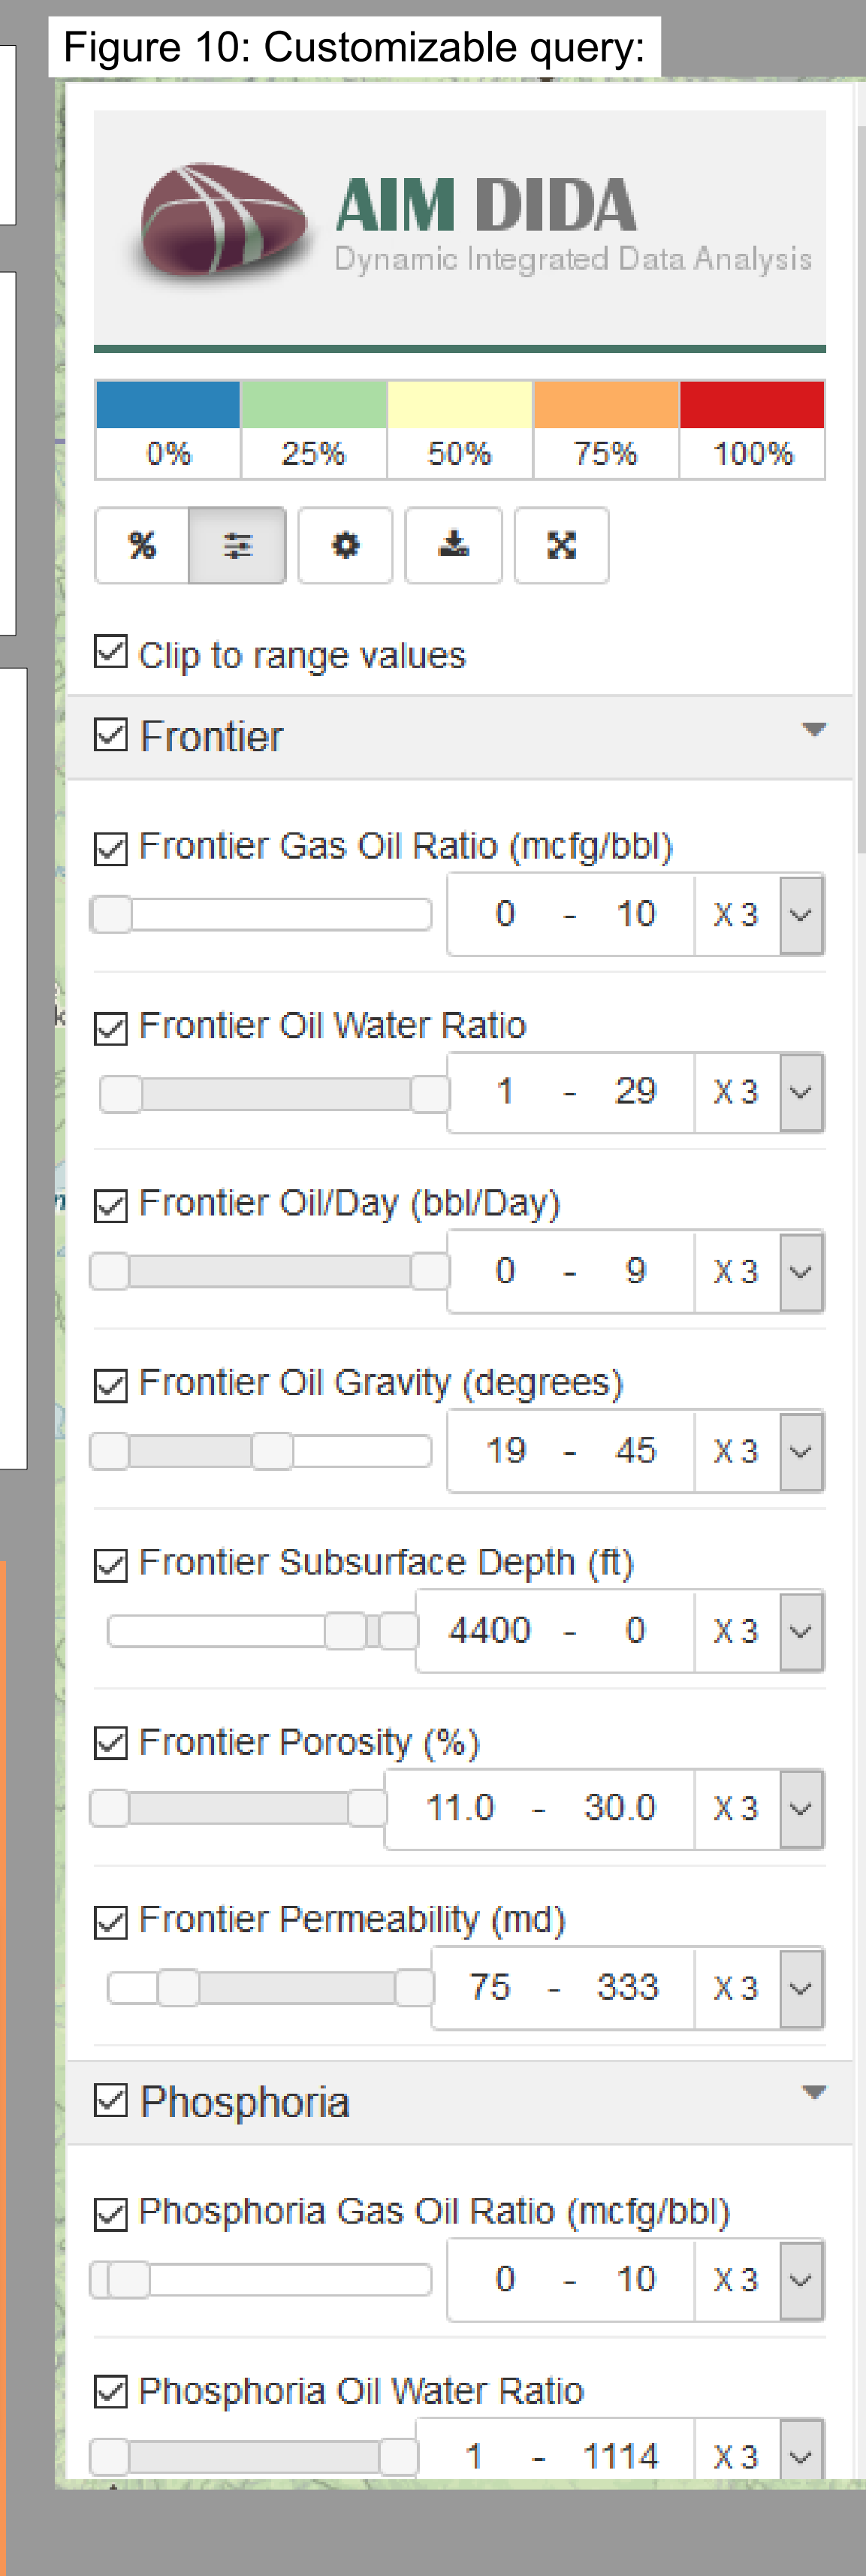 Figure 10: Customizable query:
AIM DIDA
Dynamic Integrated Data Analysis
0% 25% 50% 75% 100%
%
Clip to range values
Frontier
Frontier Gas Oil Ratio (mcfg/bbl)
0 - 10 X 3
Frontier Oil Water Ratio
1 - 29 X 3
Frontier Oil/Day (bbl/Day)
0 - 9 X 3
Frontier Oil Gravity (degrees)
19 - 45 X 3
Frontier Subsurface Depth (ft)
4400 - 0 X 3
Frontier Porosity (%)
11.0 - 30.0 X 3
Frontier Permeability (md)
75 - 333 X 3
Phosphoria
Phosphoria Gas Oil Ratio (mcfg/bbl)
0 - 10 X 3
Phosphoria Oil Water Ratio
1 - 1114 X 3